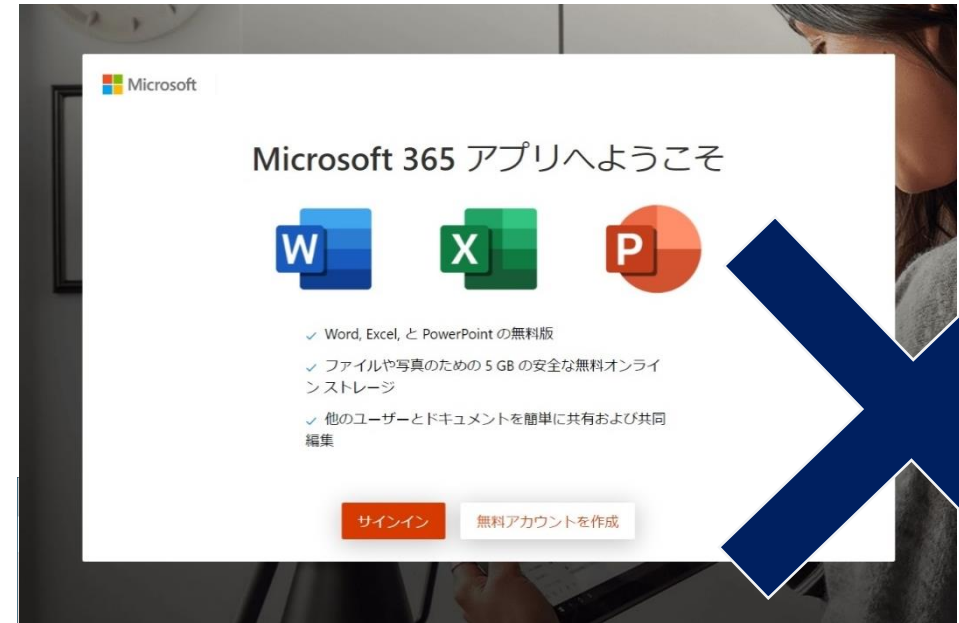 Microsoft
Microsoft 365 アプリへようこそ
W X P
✓ Word, Excel, と PowerPoint の無料版
✓ ファイルや写真のための 5 GB の安全な無料オンライ
ン ストレージ
✓ 他のユーザーとドキュメントを簡単に共有および共同
編集
サインイン 無料アカウントを作成